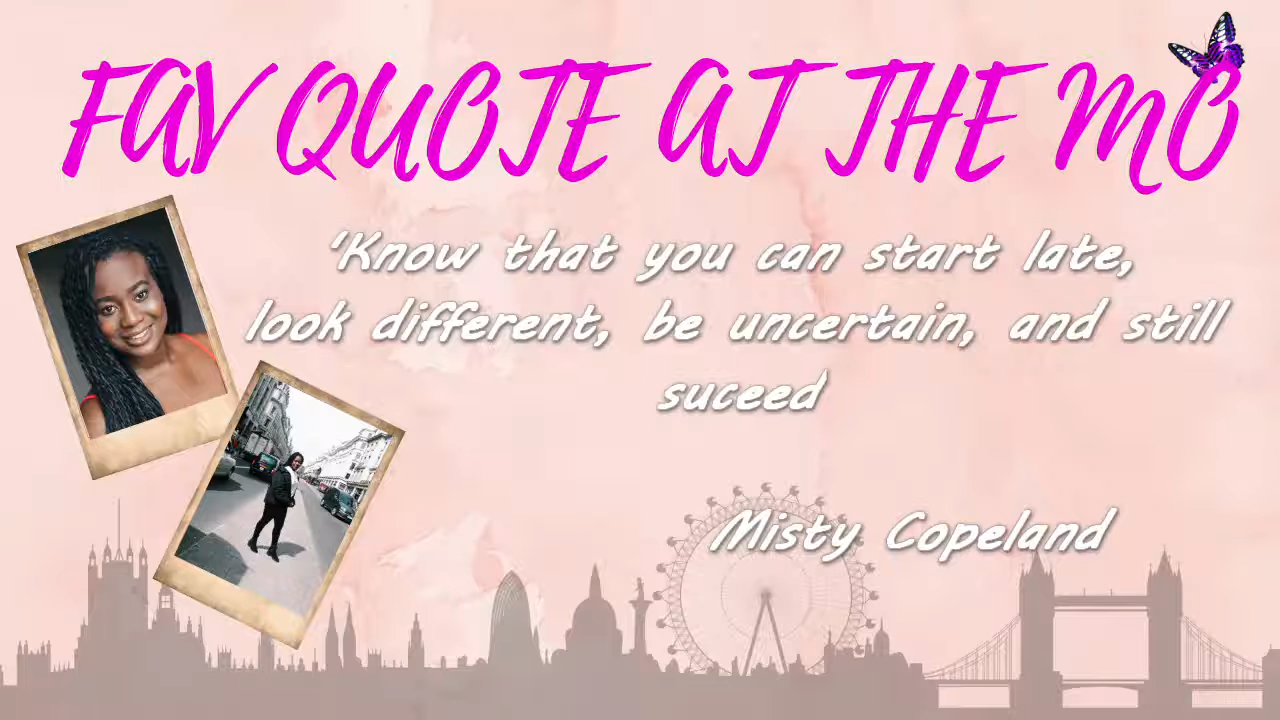 FAV QUOTE AT THE MO
‘Know that you can start late,
look different, be uncertain, and still
suceed
Misty Copeland